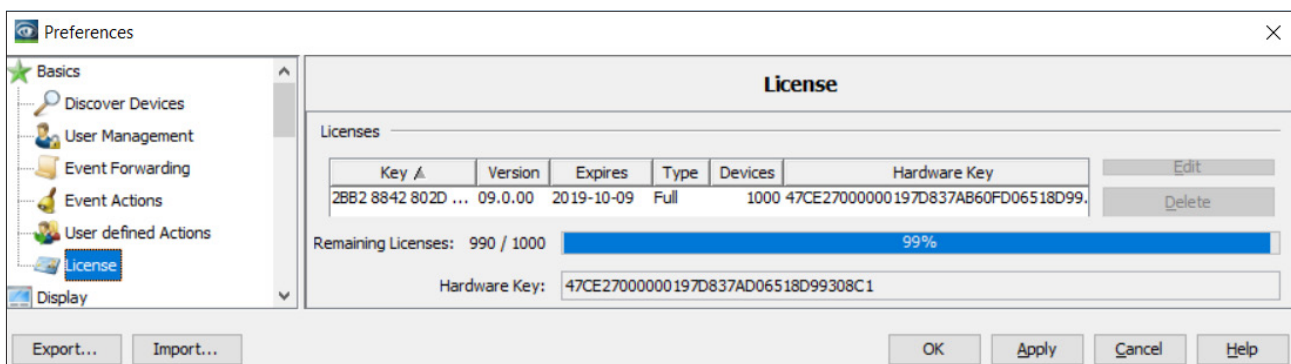 Preferences
Basics
Discover Devices
User Management
Event Forwarding
Event Actions
User defined Actions
License
Display
License
Licenses
Key Version Expires Type Devices Hardware Key
2BB2 8842 802D ... 09.0.00 2019-10-09 Full 1000 47CE27000000197D837AB60FD06518D99.
Edit
Delete
Remaining Licenses: 990 / 1000 99%
Hardware Key: 47CE27000000197D837AD06518D99308C1
Export... Import... OK Apply Cancel Help